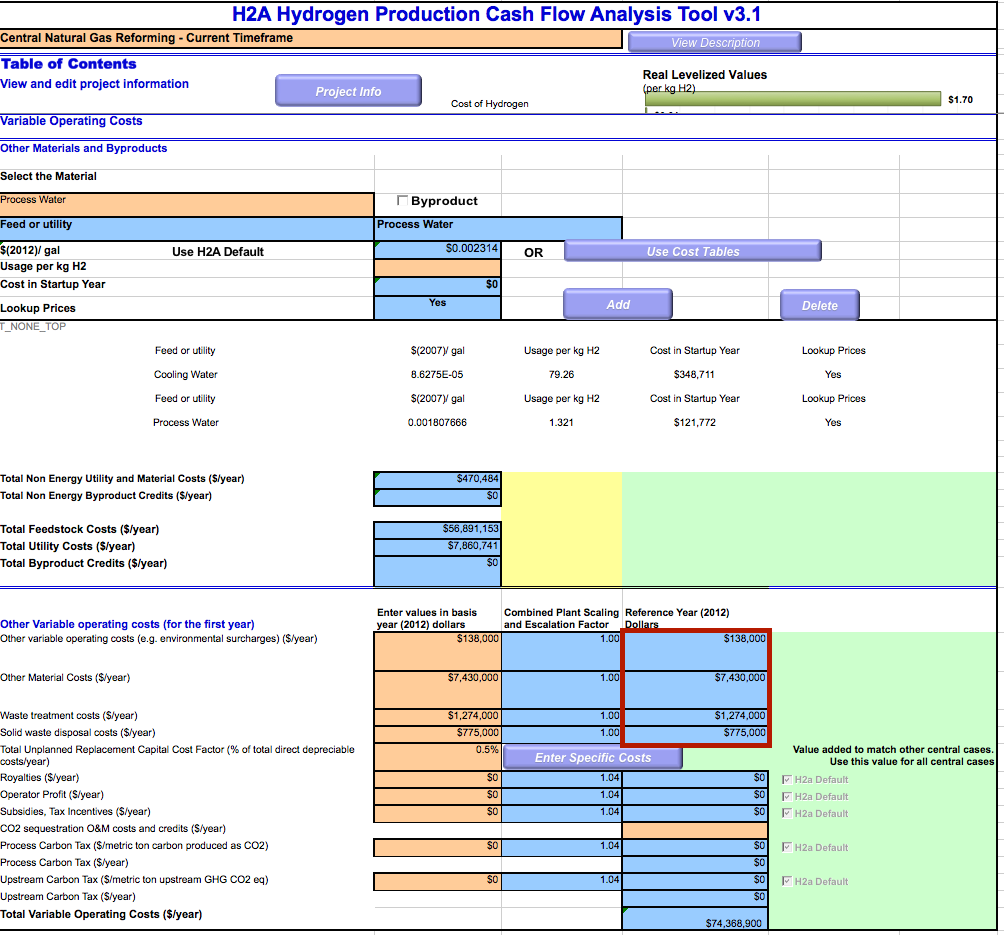 H2A Hydrogen Production Cash Flow Analysis Tool v3.1
Central Natural Gas Reforming - Current Timeframe
View Description
Table of Contents
View and edit project information
Project Info
Cost of Hydrogen
Real Levelized Values
(per kg H2)
$1.70
Variable Operating Costs
Other Materials and Byproducts
Select the Material
Process Water
Byproduct
Feed or utility Process Water
$(2012)/ gal Use H2A Default $0.002314 OR Use Cost Tables
Usage per kg H2
Cost in Startup Year $0
Lookup Prices Yes Add Delete
T_NONE_TOP
Feed or utility $(2007)/ gal Usage per kg H2 Cost in Startup Year Lookup Prices
Cooling Water 8.6275E-05 79.26 $348,711 Yes
Feed or utility $(2007)/ gal Usage per kg H2 Cost in Startup Year Lookup Prices
Process Water 0.001807666 1.321 $121,772 Yes
Total Non Energy Utility and Material Costs ($/year) $470,484
Total Non Energy Byproduct Credits ($/year) $0
Total Feedstock Costs ($/year) $56,891,153
Total Utility Costs ($/year) $7,860,741
Total Byproduct Credits ($/year) $0
Other Variable operating costs (for the first year)
Enter values in basis
year (2012) dollars
Combined Plant Scaling
and Escalation Factor
Reference Year (2012)
Dollars
Other variable operating costs (e.g. environmental surcharges) ($/year) $138,000 1.00 $138,000
Other Material Costs ($/year) $7,430,000 1.00 $7,430,000
Waste treatment costs ($/year) $1,274,000 1.00 $1,274,000
Solid waste disposal costs ($/year) $775,000 1.00 $775,000
Total Unplanned Replacement Capital Cost Factor (% of total direct depreciable
costs/year)
0.5%
Enter Specific Costs
Value added to match other central cases.
Use this value for all central cases
Royalties ($/year) $0 1.04 $0 H2a Default
Operator Profit ($/year) $0 1.04 $0 H2a Default
Subsidies, Tax Incentives ($/year) $0 1.04 $0 H2a Default
CO2 sequestration O&M costs and credits ($/year)
Process Carbon Tax ($/metric ton carbon produced as CO2) $0 1.04 $0 H2a Default
Process Carbon Tax ($/year) $0
Upstream Carbon Tax ($/metric ton upstream GHG CO2 eq) $0 1.04 $0 H2a Default
Upstream Carbon Tax ($/year) $0
Total Variable Operating Costs ($/year) $74,368,900